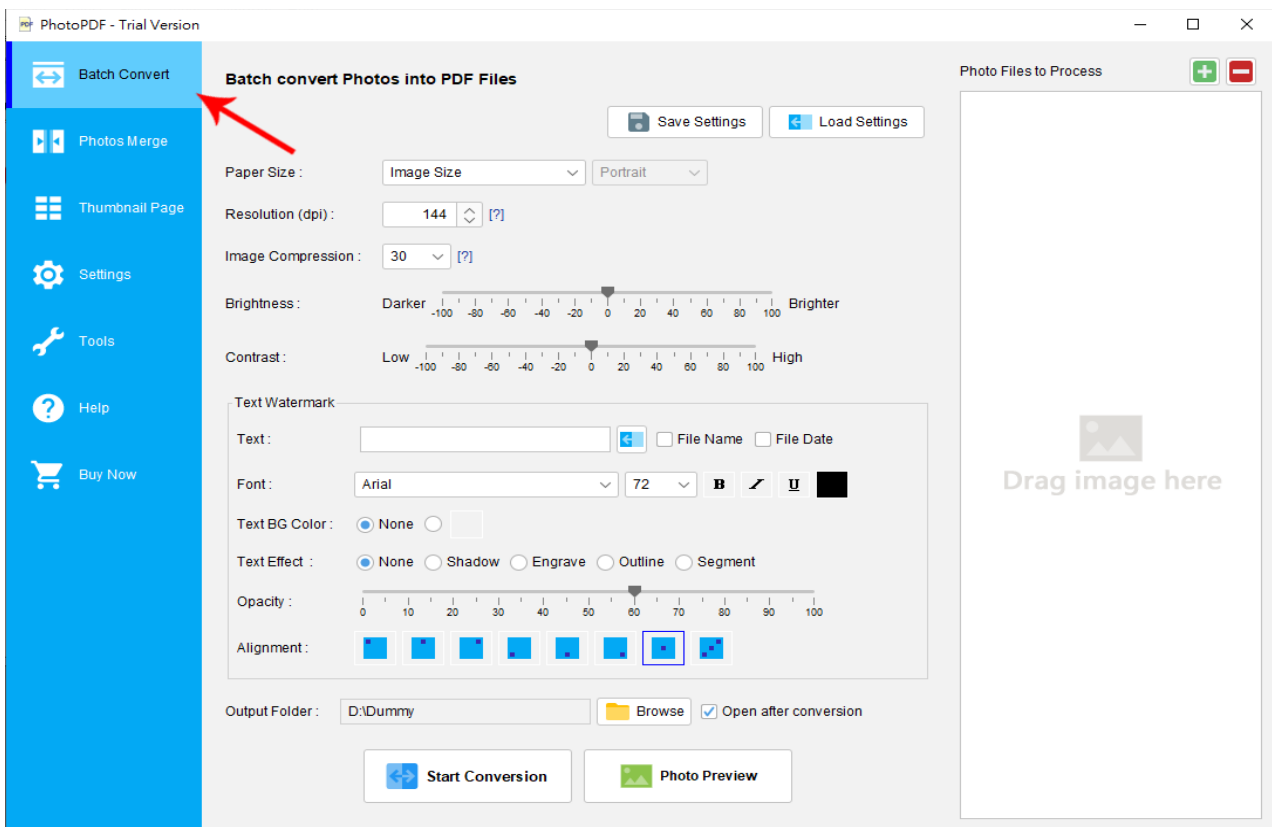 PhotoPDF - Trial Version
Batch Convert
Photos Merge
Thumbnail Page
Settings
Tools
Help
Buy Now
Batch convert Photos into PDF Files
Save Settings Load Settings
Paper Size : Image Size Portrait
Resolution (dpi) : 144 [?]
Image Compression : 30 [?]
Brightness : Darker -100 -80 -60 -40 -20 0 20 40 60 80 100 Brighter
Contrast : Low -100 -80 -60 -40 -20 0 20 40 60 80 100 High
Text Watermark
Text : File Name File Date
Font : Arial 72 B I U
Text BG Color : None
Text Effect : None Shadow Engrave Outline Segment
Opacity : 0 10 20 30 40 50 60 70 80 90 100
Alignment :
Output Folder : D:\Dummy Browse Open after conversion
Start Conversion Photo Preview
Photo Files to Process
Drag image here